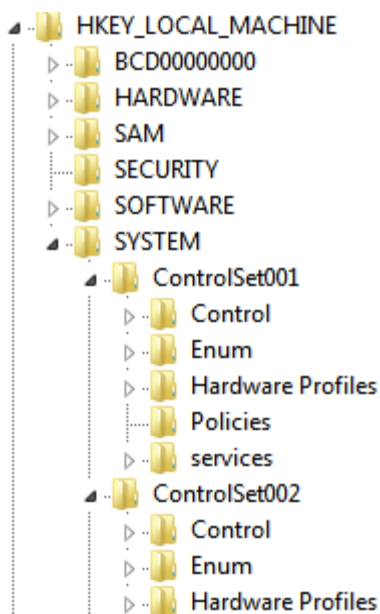 HKEY_LOCAL_MACHINE
BCD00000000
HARDWARE
SAM
SECURITY
SOFTWARE
SYSTEM
ControlSet001
Control
Enum
Hardware Profiles
Policies
services
ControlSet002
Control
Enum
Hardware Profiles